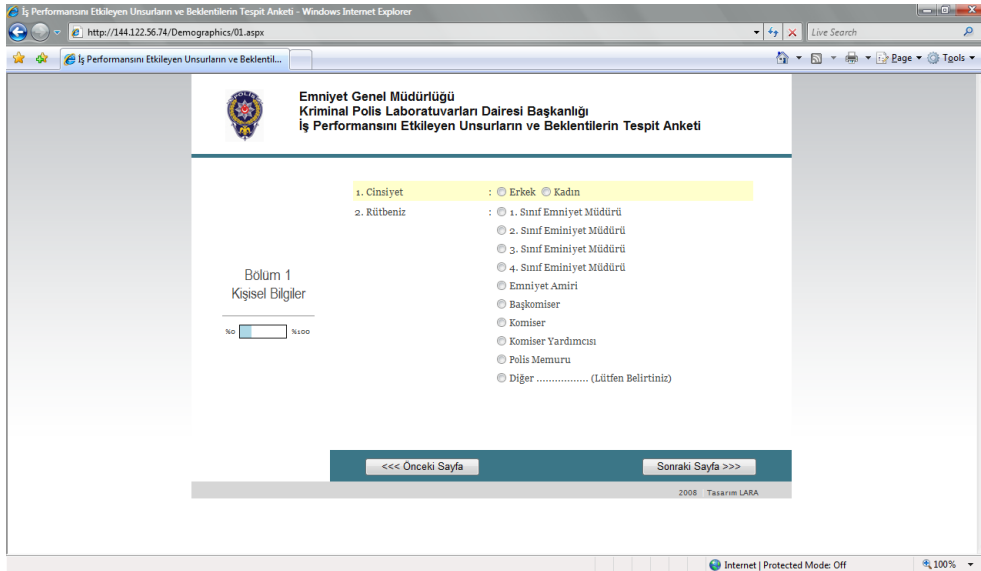 İş Performansını Etkileyen Unsurların ve Beklentilerin Tespit Anketi - Windows Internet Explorer
http://144.122.56.74/Demographics/01.aspx
Live Search
İş Performansını Etkileyen Unsurların ve Beklentil...
Page
Tools
POLİS
Emniyet Genel Müdürlüğü
Kriminal Polis Laboratuvarları Dairesi Başkanlığı
İş Performansını Etkileyen Unsurların ve Beklentilerin Tespit Anketi
1. Cinsiyet : Erkek Kadın
2. Rütbeniz : 1. Sınıf Emniyet Müdürü
2. Sınıf Eminiyet Müdürü
3. Sınıf Eminiyet Müdürü
4. Sınıf Eminiyet Müdürü
Emniyet Amiri
Başkomiser
Komiser
Komiser Yardımcısı
Polis Memuru
Diğer ................. (Lütfen Belirtiniz)
Bölüm 1
Kişisel Bilgiler
%0 %100
<<< Önceki Sayfa
Sonraki Sayfa >>>
2008 | Tasarım LARA
Internet | Protected Mode: Off
100%